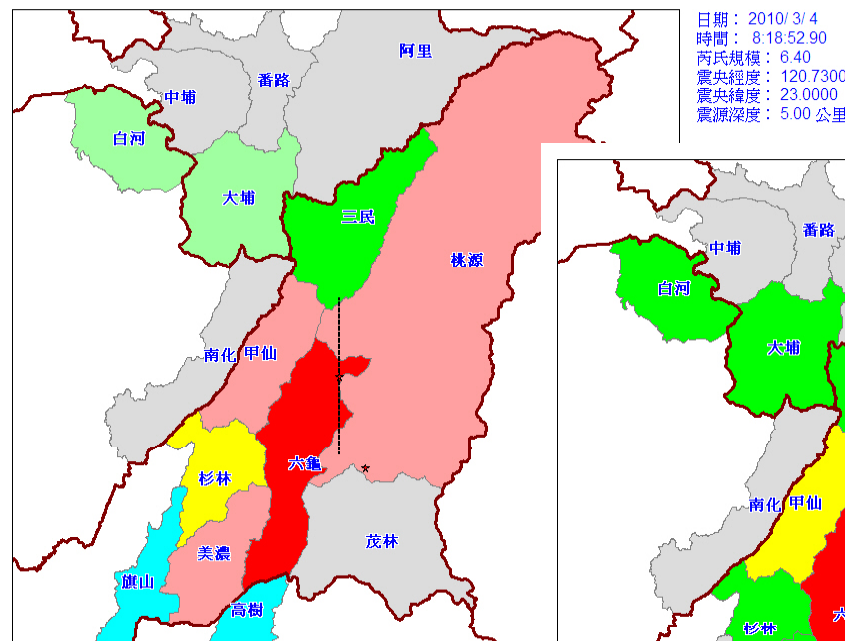 日期：2010/ 3/ 4
時間： 8:18:52.90
芮氏規模：6.40
震央經度：120.7300
震央緯度：23.0000
震源深度：5.00 公里
阿里
番路
中埔
白河
大埔
三民
桃源
南化
甲仙
六龜
杉林
美濃
茂林
旗山
高樹
番路
中埔
白河
大埔
南化
甲仙
杉林